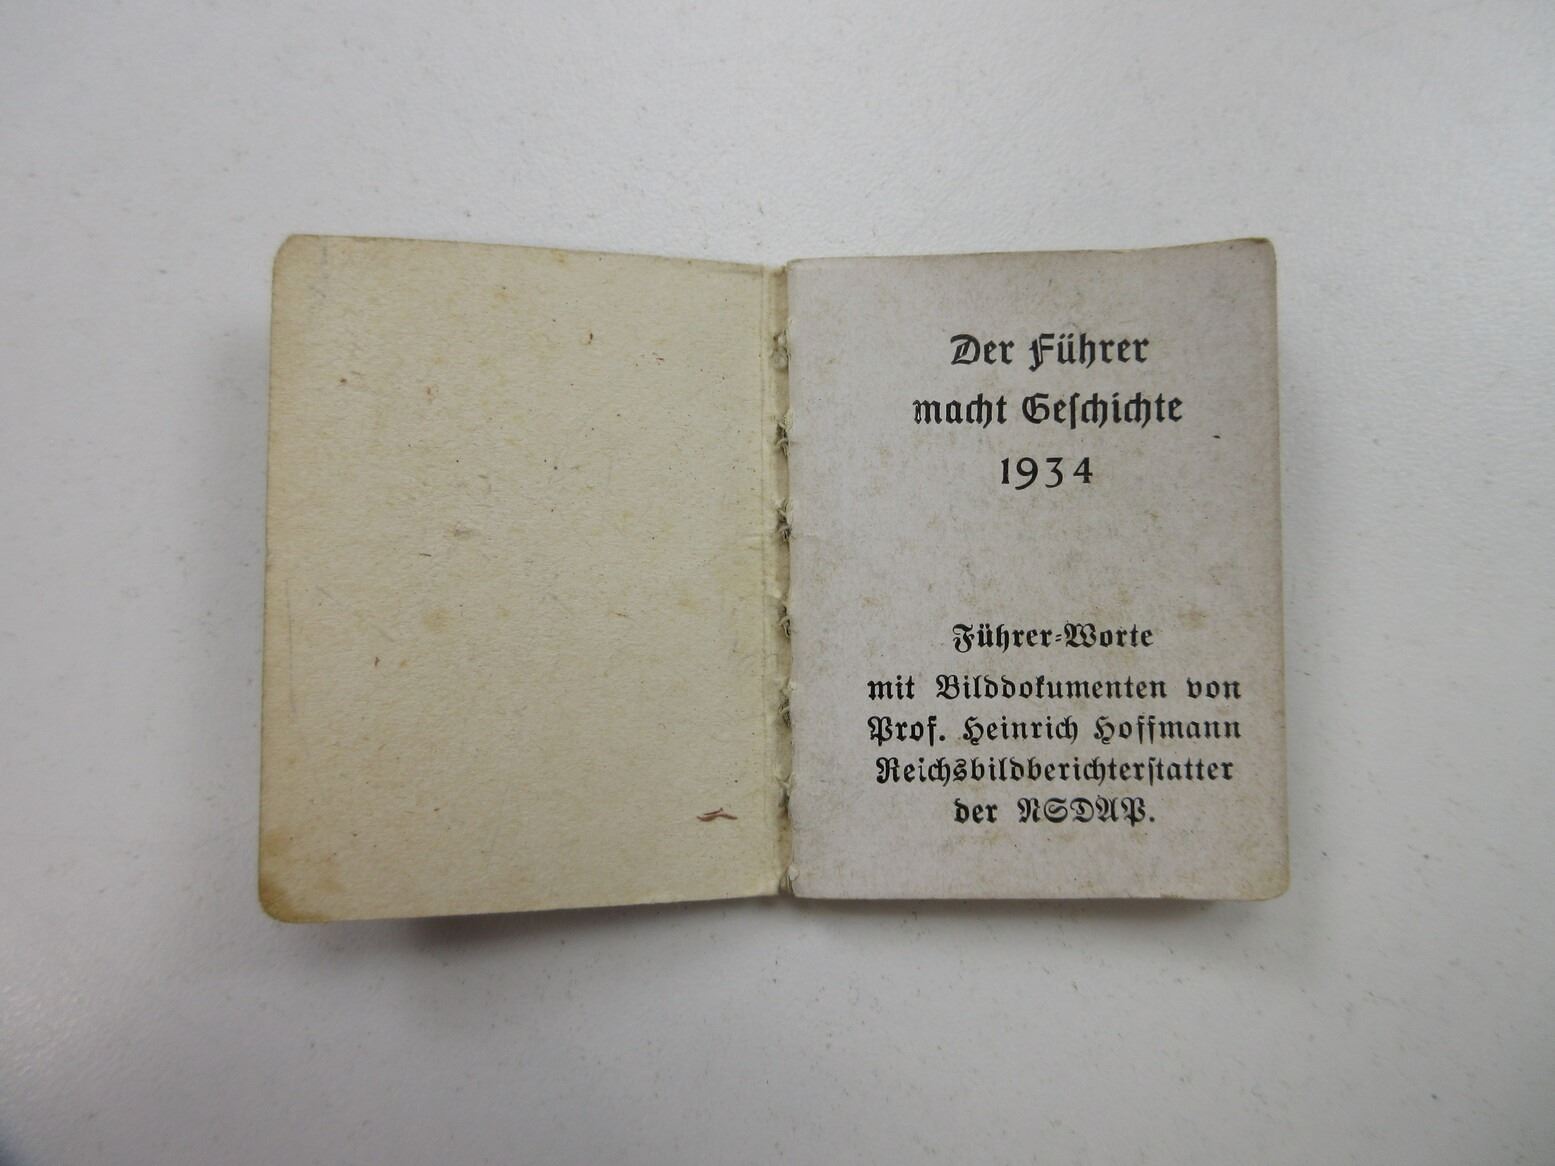 Der Führer
macht Geſchichte
1934
Führer-Worte
mit Bilddokumenten von
Prof. Heinrich Hoffmann
Reichsbildberichterſtatter
der NSDAP.